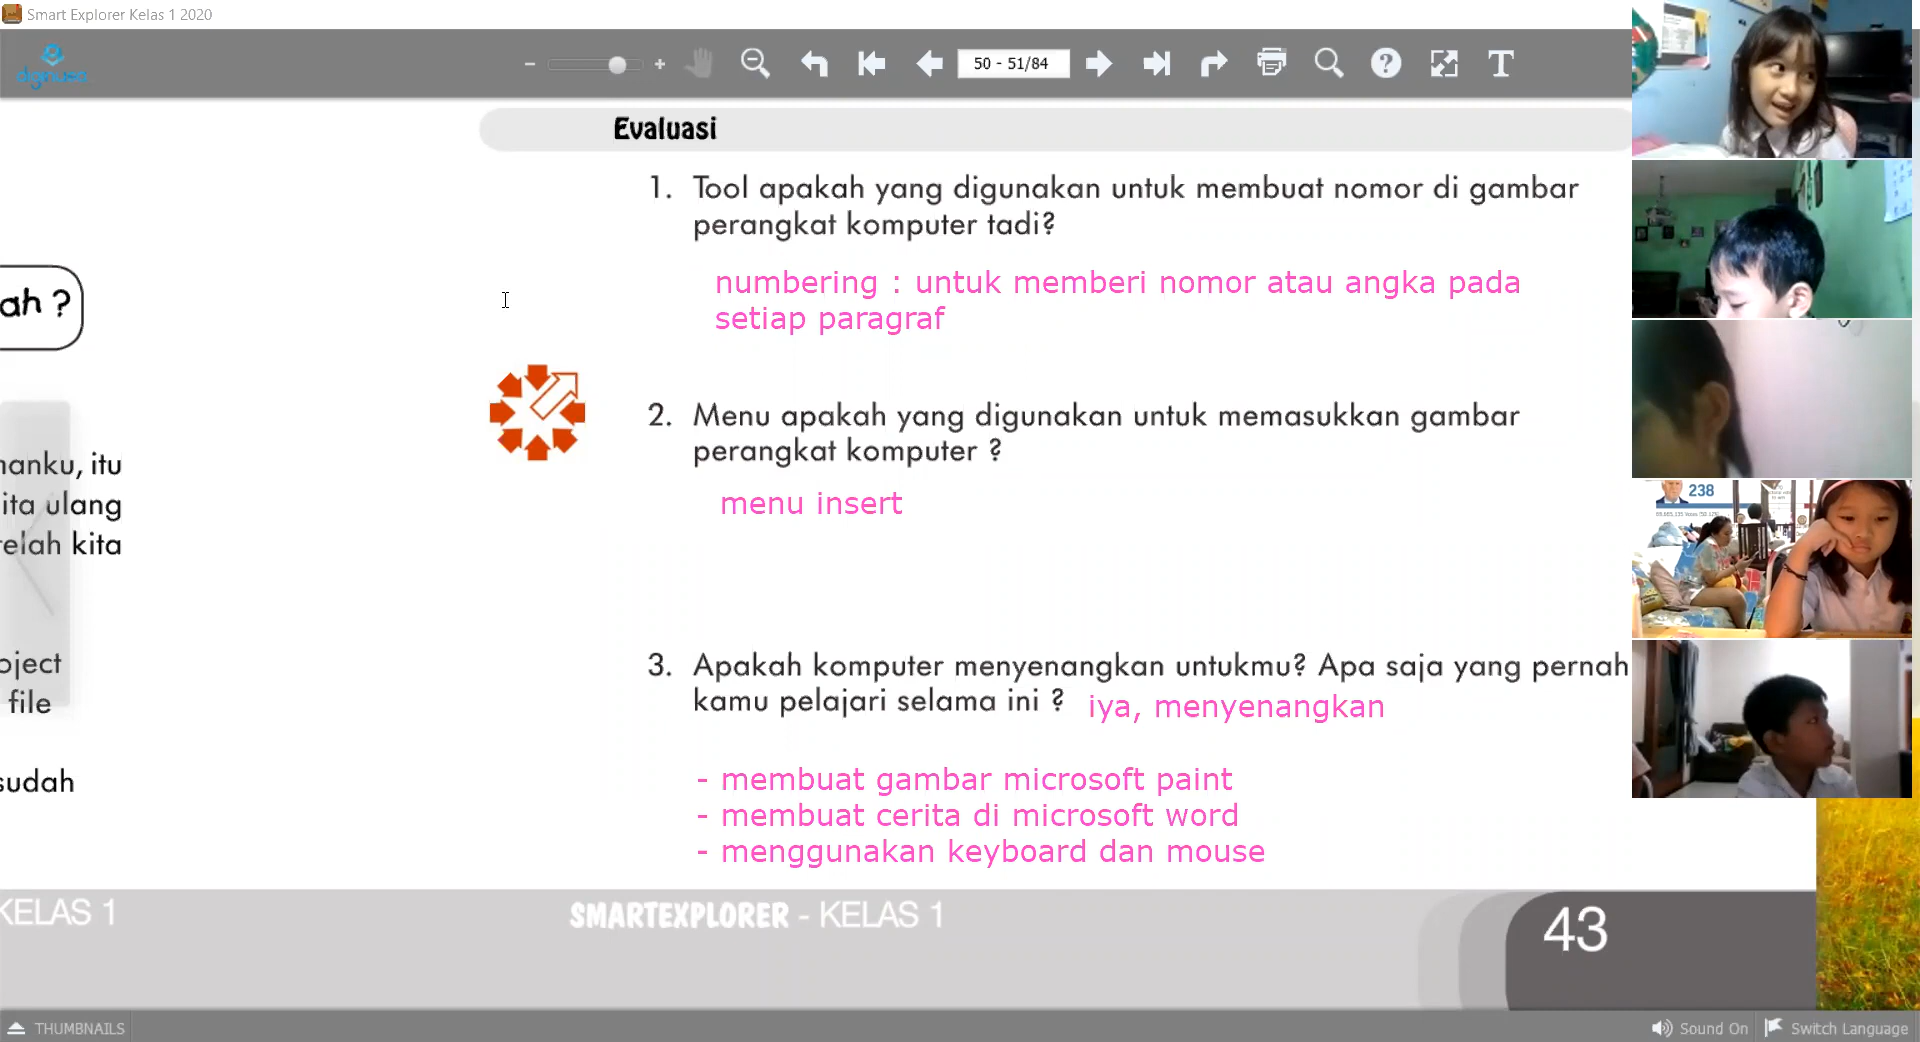 Smart Explorer Kelas 1 2020
50 - 51/84
T
Evaluasi
1. Tool apakah yang digunakan untuk membuat nomor di gambar
perangkat komputer tadi?
numbering : untuk memberi nomor atau angka pada
setiap paragraf
ah ?
2. Menu apakah yang digunakan untuk memasukkan gambar
perangkat komputer ?
menu insert
anku, itu
ita ulang
elah kita
3. Apakah komputer menyenangkan untukmu? Apa saja yang pernah
kamu pelajari selama ini ? iya, menyenangkan
oject
file
- membuat gambar microsoft paint
- membuat cerita di microsoft word
- menggunakan keyboard dan mouse
sudah
KELAS 1
SMARTEXPLORER - KELAS 1
43
238
THUMBNAILS
Sound On
Switch Language